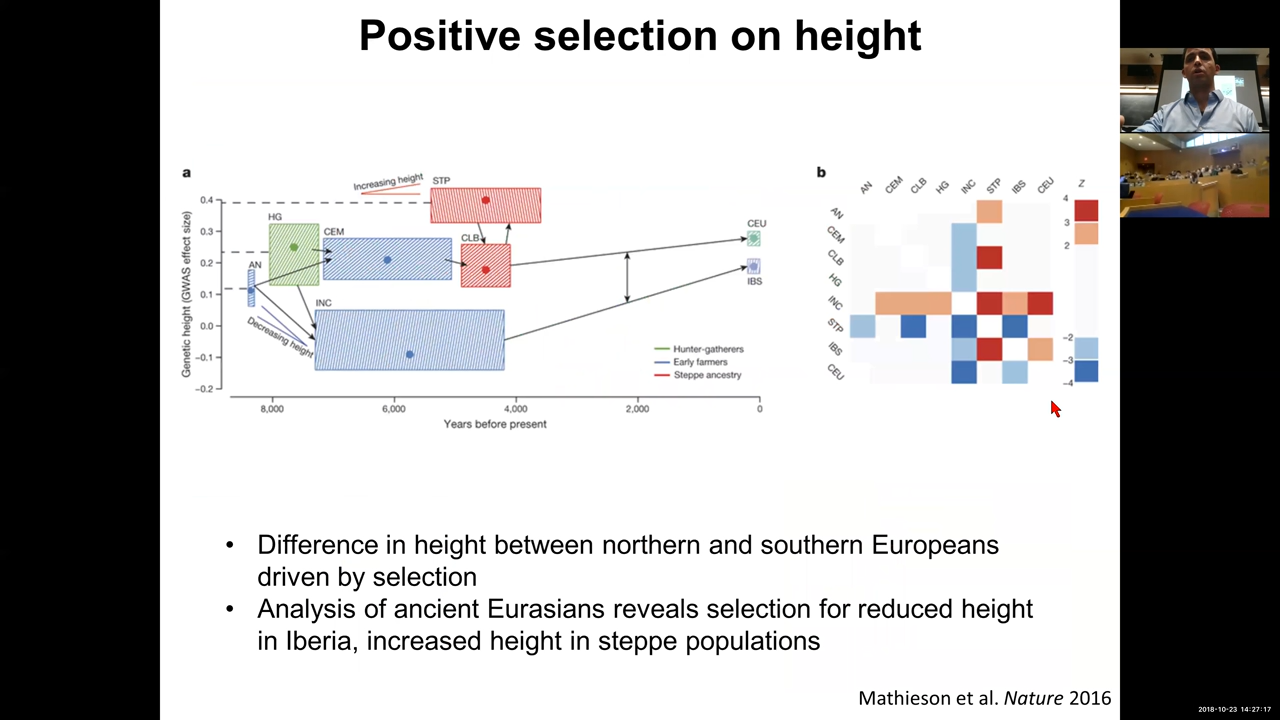 Positive selection on height
a
Increasing height
STP
0.4
HG
CEM
CLB
CEU
0.3
AN
0.2
IBS
0.1
INC
0.0
Decreasing height
−0.1
−0.2
Genetic height (GWAS effect size)
Hunter-gatherers
Early farmers
Steppe ancestry
8,000 6,000 4,000 2,000 0
Years before present
b
AN CEM CLB HG INC STP IBS CEU
Z
AN
CEM
CLB
HG
INC
STP
IBS
CEU
4
3
2
−2
−3
−4
• Difference in height between northern and southern Europeans
driven by selection
• Analysis of ancient Eurasians reveals selection for reduced height
in Iberia, increased height in steppe populations
Mathieson et al. Nature 2016
2018-10-23 14:27:17